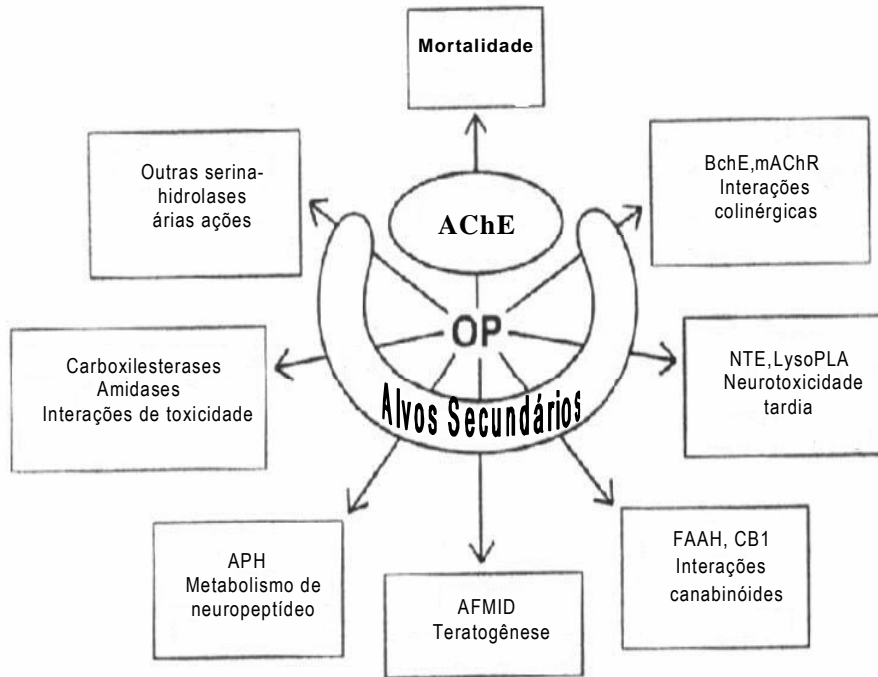 Mortalidade
Outras serina-
hidrolases
árias ações
BchE,mAChR
Interações
colinérgicas
AChE
OP
Carboxilesterases
Amidases
Interações de toxicidade
NTE,LysoPLA
Neurotoxicidade
tardia
Alvos Secundários
APH
Metabolismo de
neuropeptídeo
AFMID
Teratogênese
FAAH, CB1
Interações
canabinóides